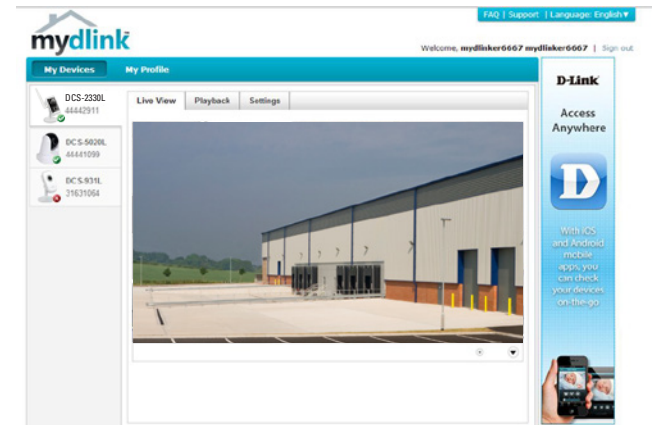 FAQ | Support | Language: English▼
mydlink
Welcome, mydlinker6667 mydlinker6667 | Sign out
My Devices My Profile
DCS-2330L
44442911
DCS-5020L
44441099
DCS-931L
31631064
Live View Playback Settings
D-Link
Access
Anywhere
D
With iOS
and Android
mobile
apps, you
can check
your devices
on-the-go